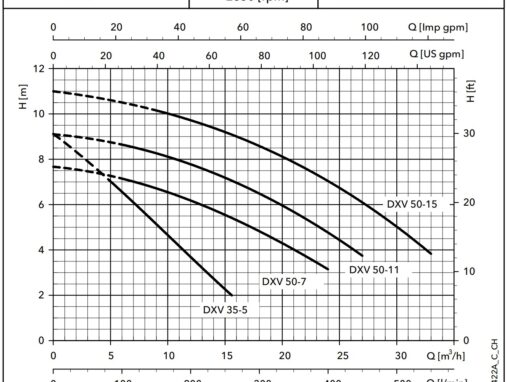 0 20 40 60 80 100 Q [Imp gpm]
0 20 40 60 80 100 120 Q [US gpm]
12
10
8
6
4
2
0
H [m]
H [ft]
30
20
10
0
DXV 50-15
DXV 50-11
DXV 50-7
DXV 35-5
0 5 10 15 20 25 30 Q [m³/h]
422A_C_CH